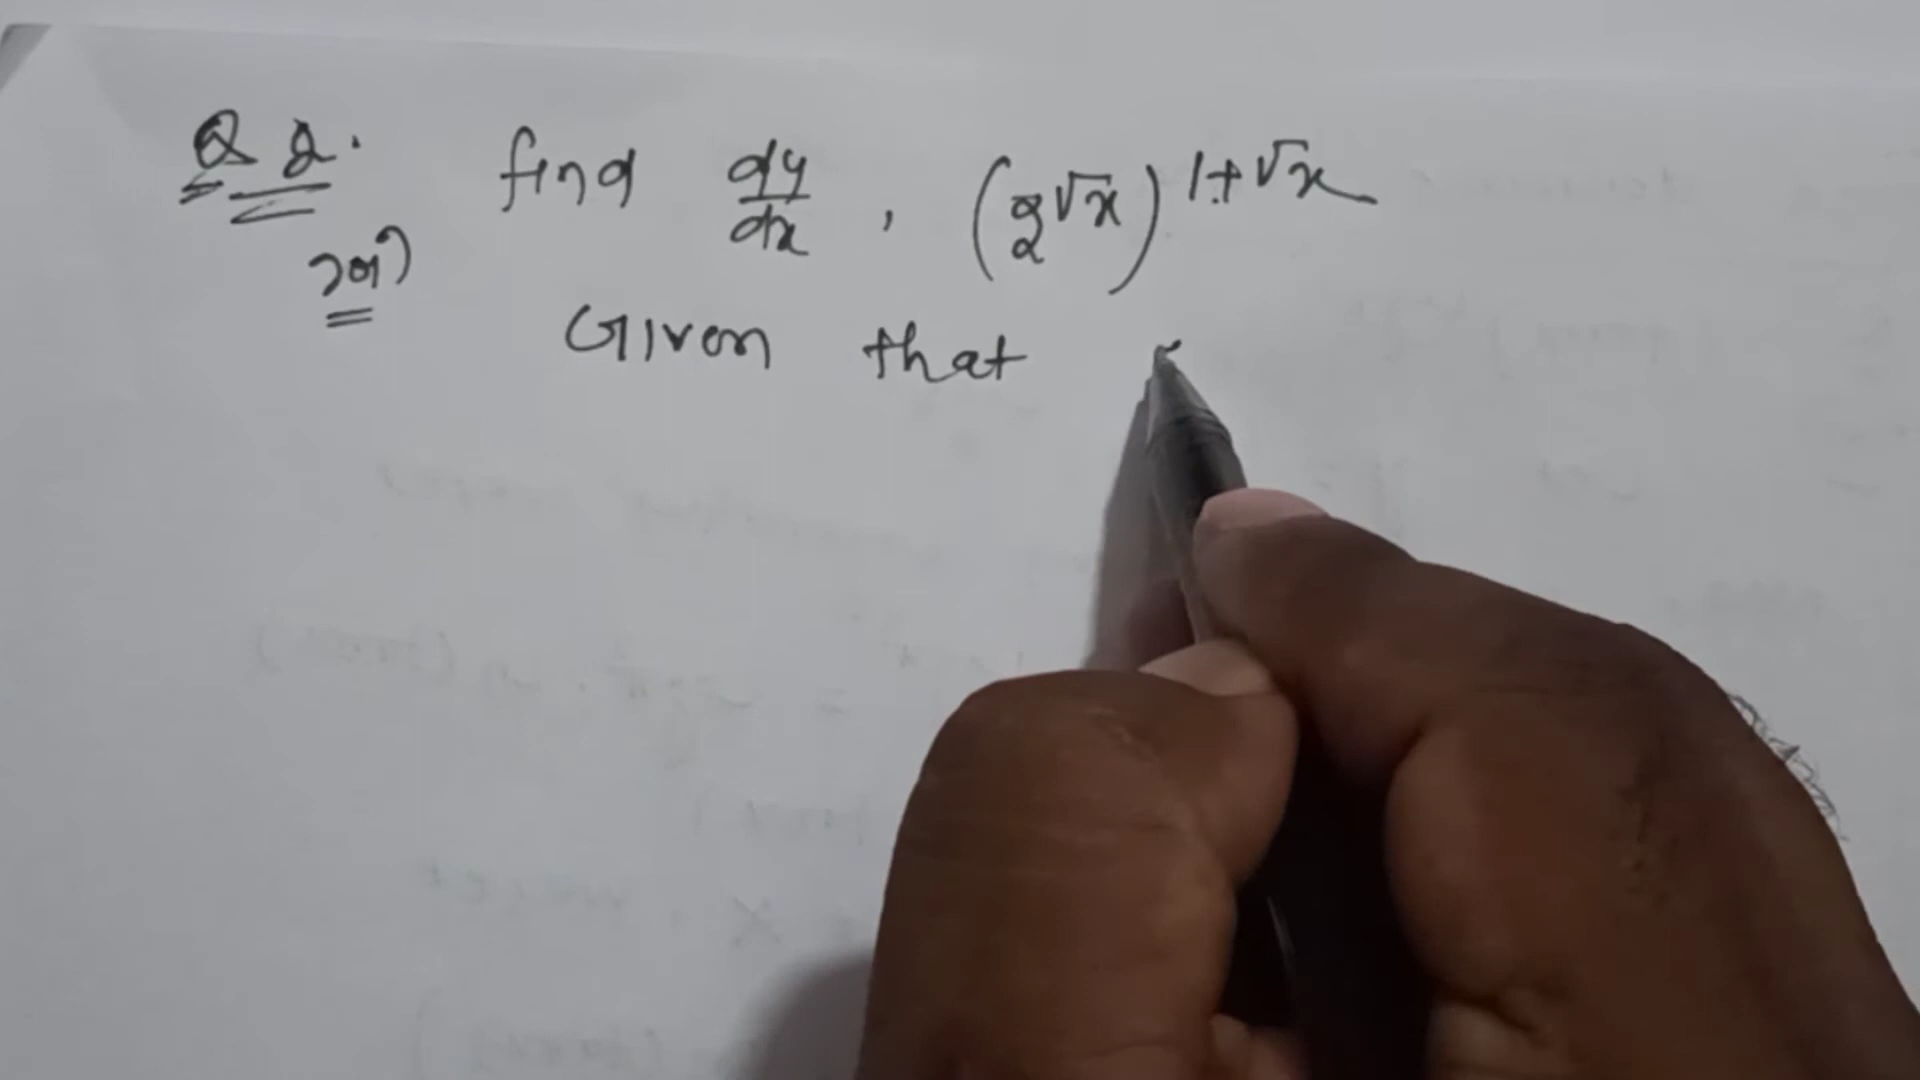 Q 2. find dy/dx, (2√x)^1+√x
sol)
Given that